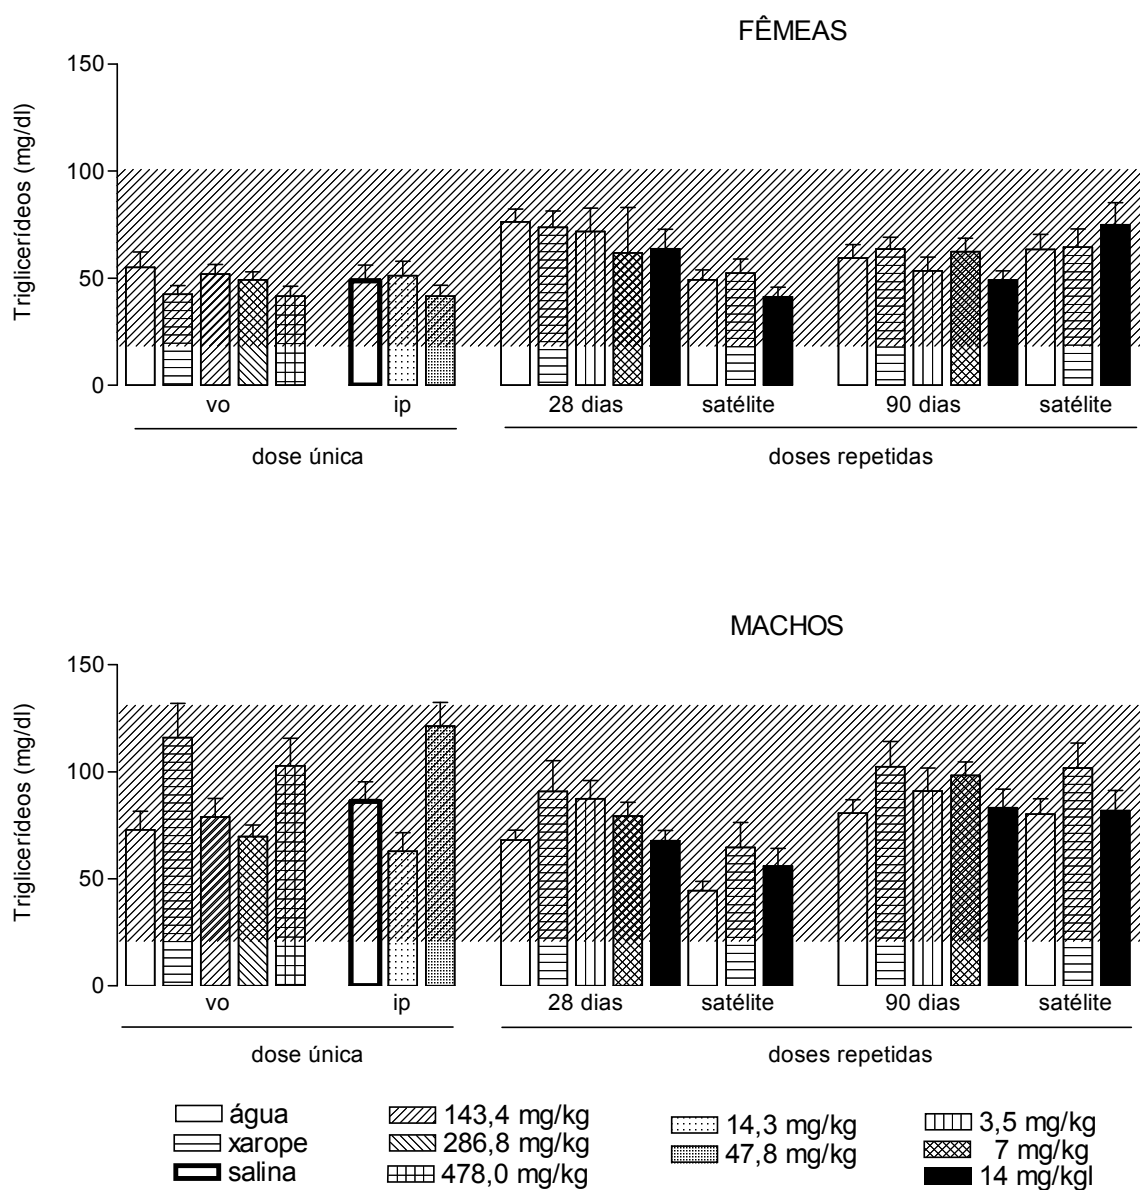 FÊMEAS
Triglicerídeos (mg/dl)
150
100
50
0
vo ip 28 dias satélite 90 dias satélite
dose única doses repetidas
MACHOS
Triglicerídeos (mg/dl)
150
100
50
0
vo ip 28 dias satélite 90 dias satélite
dose única doses repetidas
água 143,4 mg/kg 14,3 mg/kg 3,5 mg/kg
xarope 286,8 mg/kg 47,8 mg/kg 7 mg/kg
salina 478,0 mg/kg 14 mg/kgl